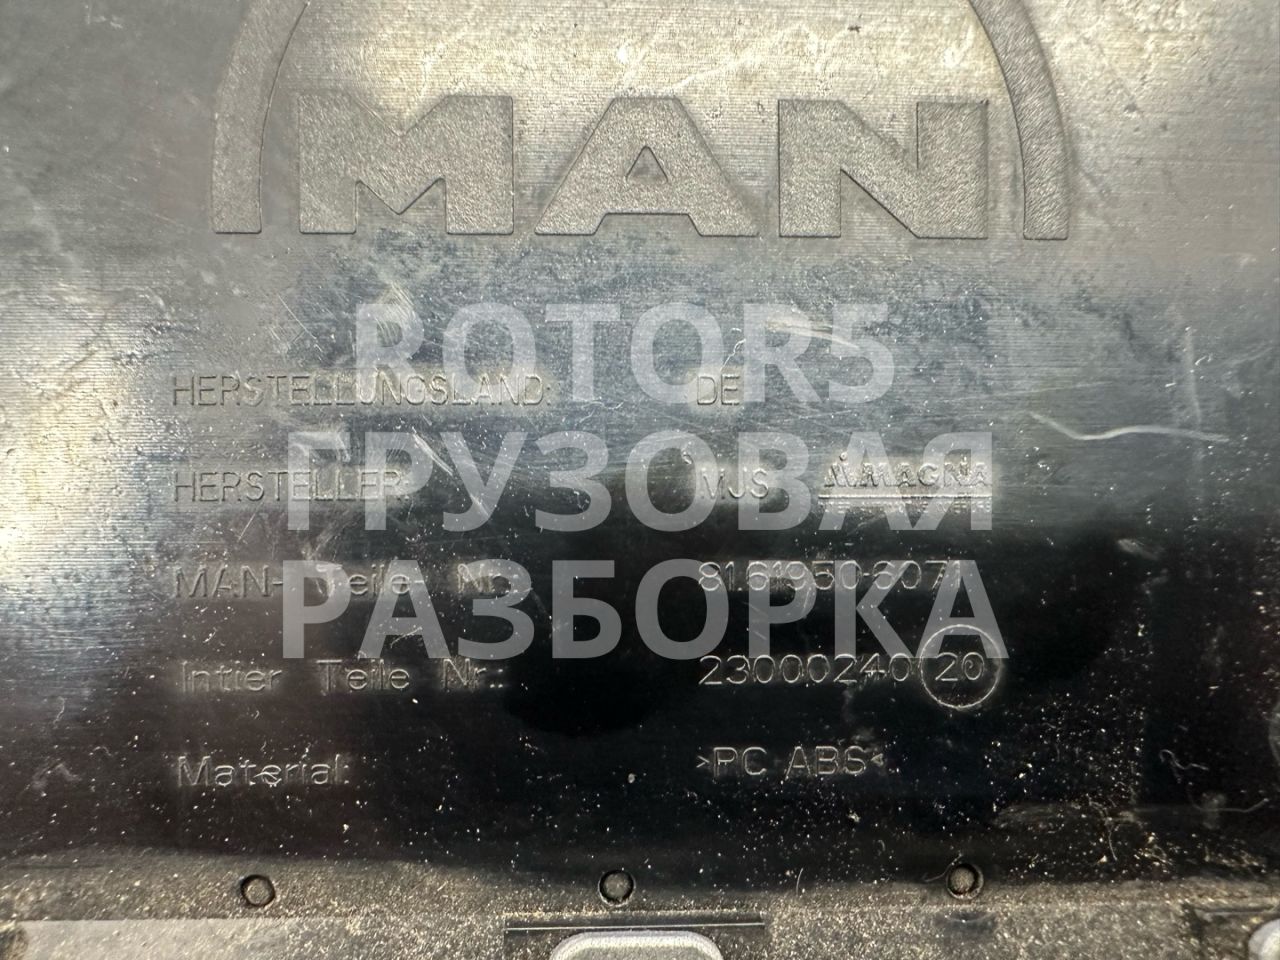 MAN
ROTOR5
HERSTELLUNGSLAND: DE
ГРУЗОВАЯ
HERSTELLER: MJS MAGNA
MAN- Teile- Nr.: 81.61950-6071
РАЗБОРКА
Intier Teile Nr.: 23000240 20
Material: >PC ABS<